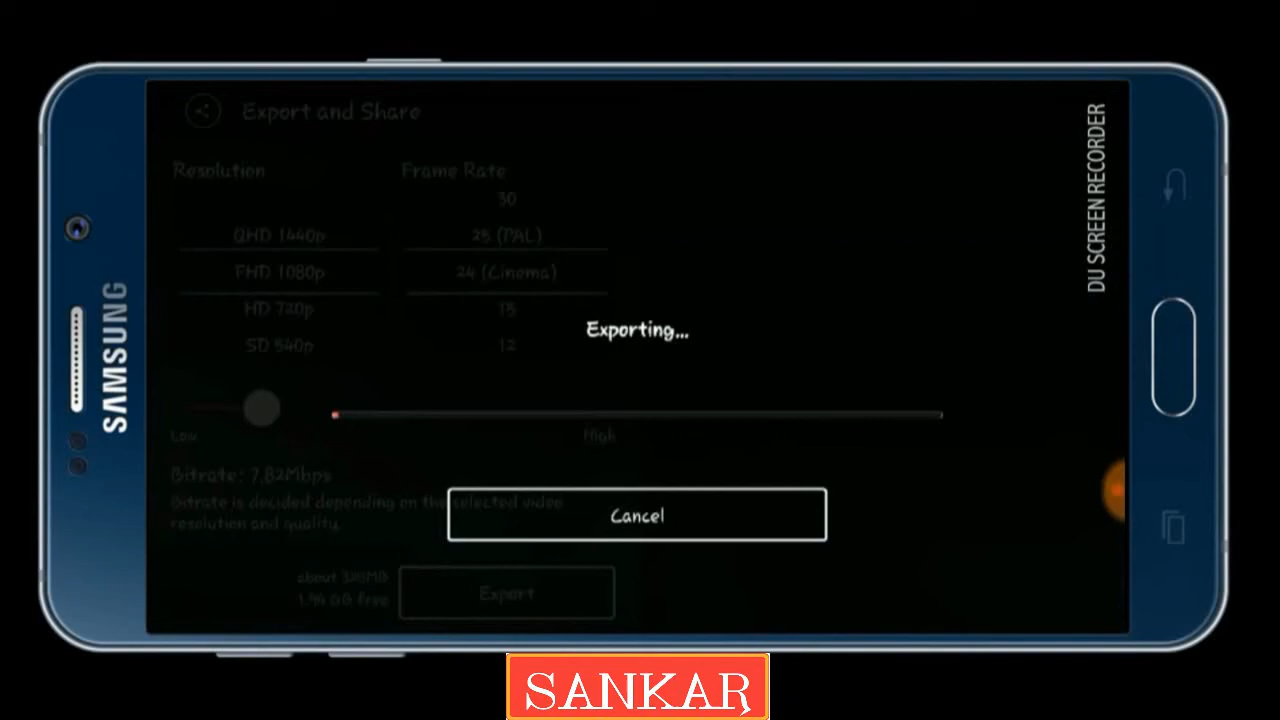 Export and Share
DU SCREEN RECORDER
Resolution
Frame Rate
30
QHD 1440p
25 (PAL)
FHD 1080p
24 (Cinema)
HD 720p
15
SD 540p
12
SAMSUNG
Exporting...
Low
High
Bitrate: 7.82Mbps
Bitrate is decided depending on the selected video
resolution and quality.
Cancel
about
free
Export
SANKAR